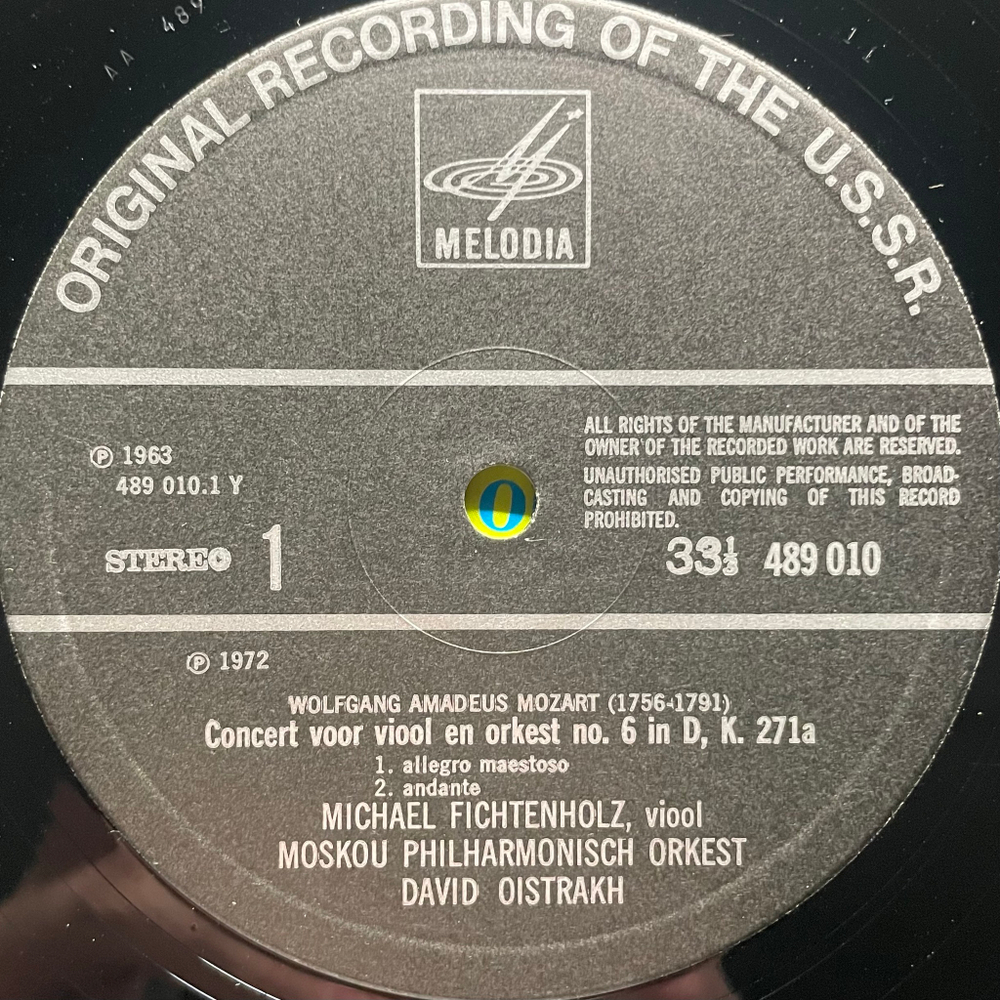 AA 489
11
ORIGINAL RECORDING OF THE U.S.S.R.
MELODIA
℗ 1963
489 010.1 Y
STEREO 1
ALL RIGHTS OF THE MANUFACTURER AND OF THE
OWNER OF THE RECORDED WORK ARE RESERVED.
UNAUTHORISED PUBLIC PERFORMANCE, BROAD-
CASTING AND COPYING OF THIS RECORD
PROHIBITED.
33⅓ 489 010
℗ 1972
WOLFGANG AMADEUS MOZART (1756-1791)
Concert voor viool en orkest no. 6 in D, K. 271a
1. allegro maestoso
2. andante
MICHAEL FICHTENHOLZ, viool
MOSKOU PHILHARMONISCH ORKEST
DAVID OISTRAKH